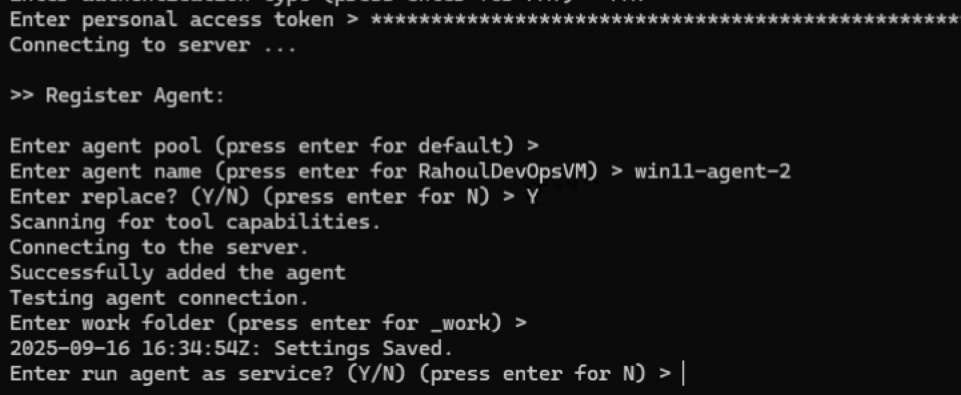 Enter personal access token > *************************************************
Connecting to server ...
>> Register Agent:
Enter agent pool (press enter for default) >
Enter agent name (press enter for RahoulDevOpsVM) > win11-agent-2
Enter replace? (Y/N) (press enter for N) > Y
Scanning for tool capabilities.
Connecting to the server.
Successfully added the agent
Testing agent connection.
Enter work folder (press enter for _work) >
2025-09-16 16:34:54Z: Settings Saved.
Enter run agent as service? (Y/N) (press enter for N) >